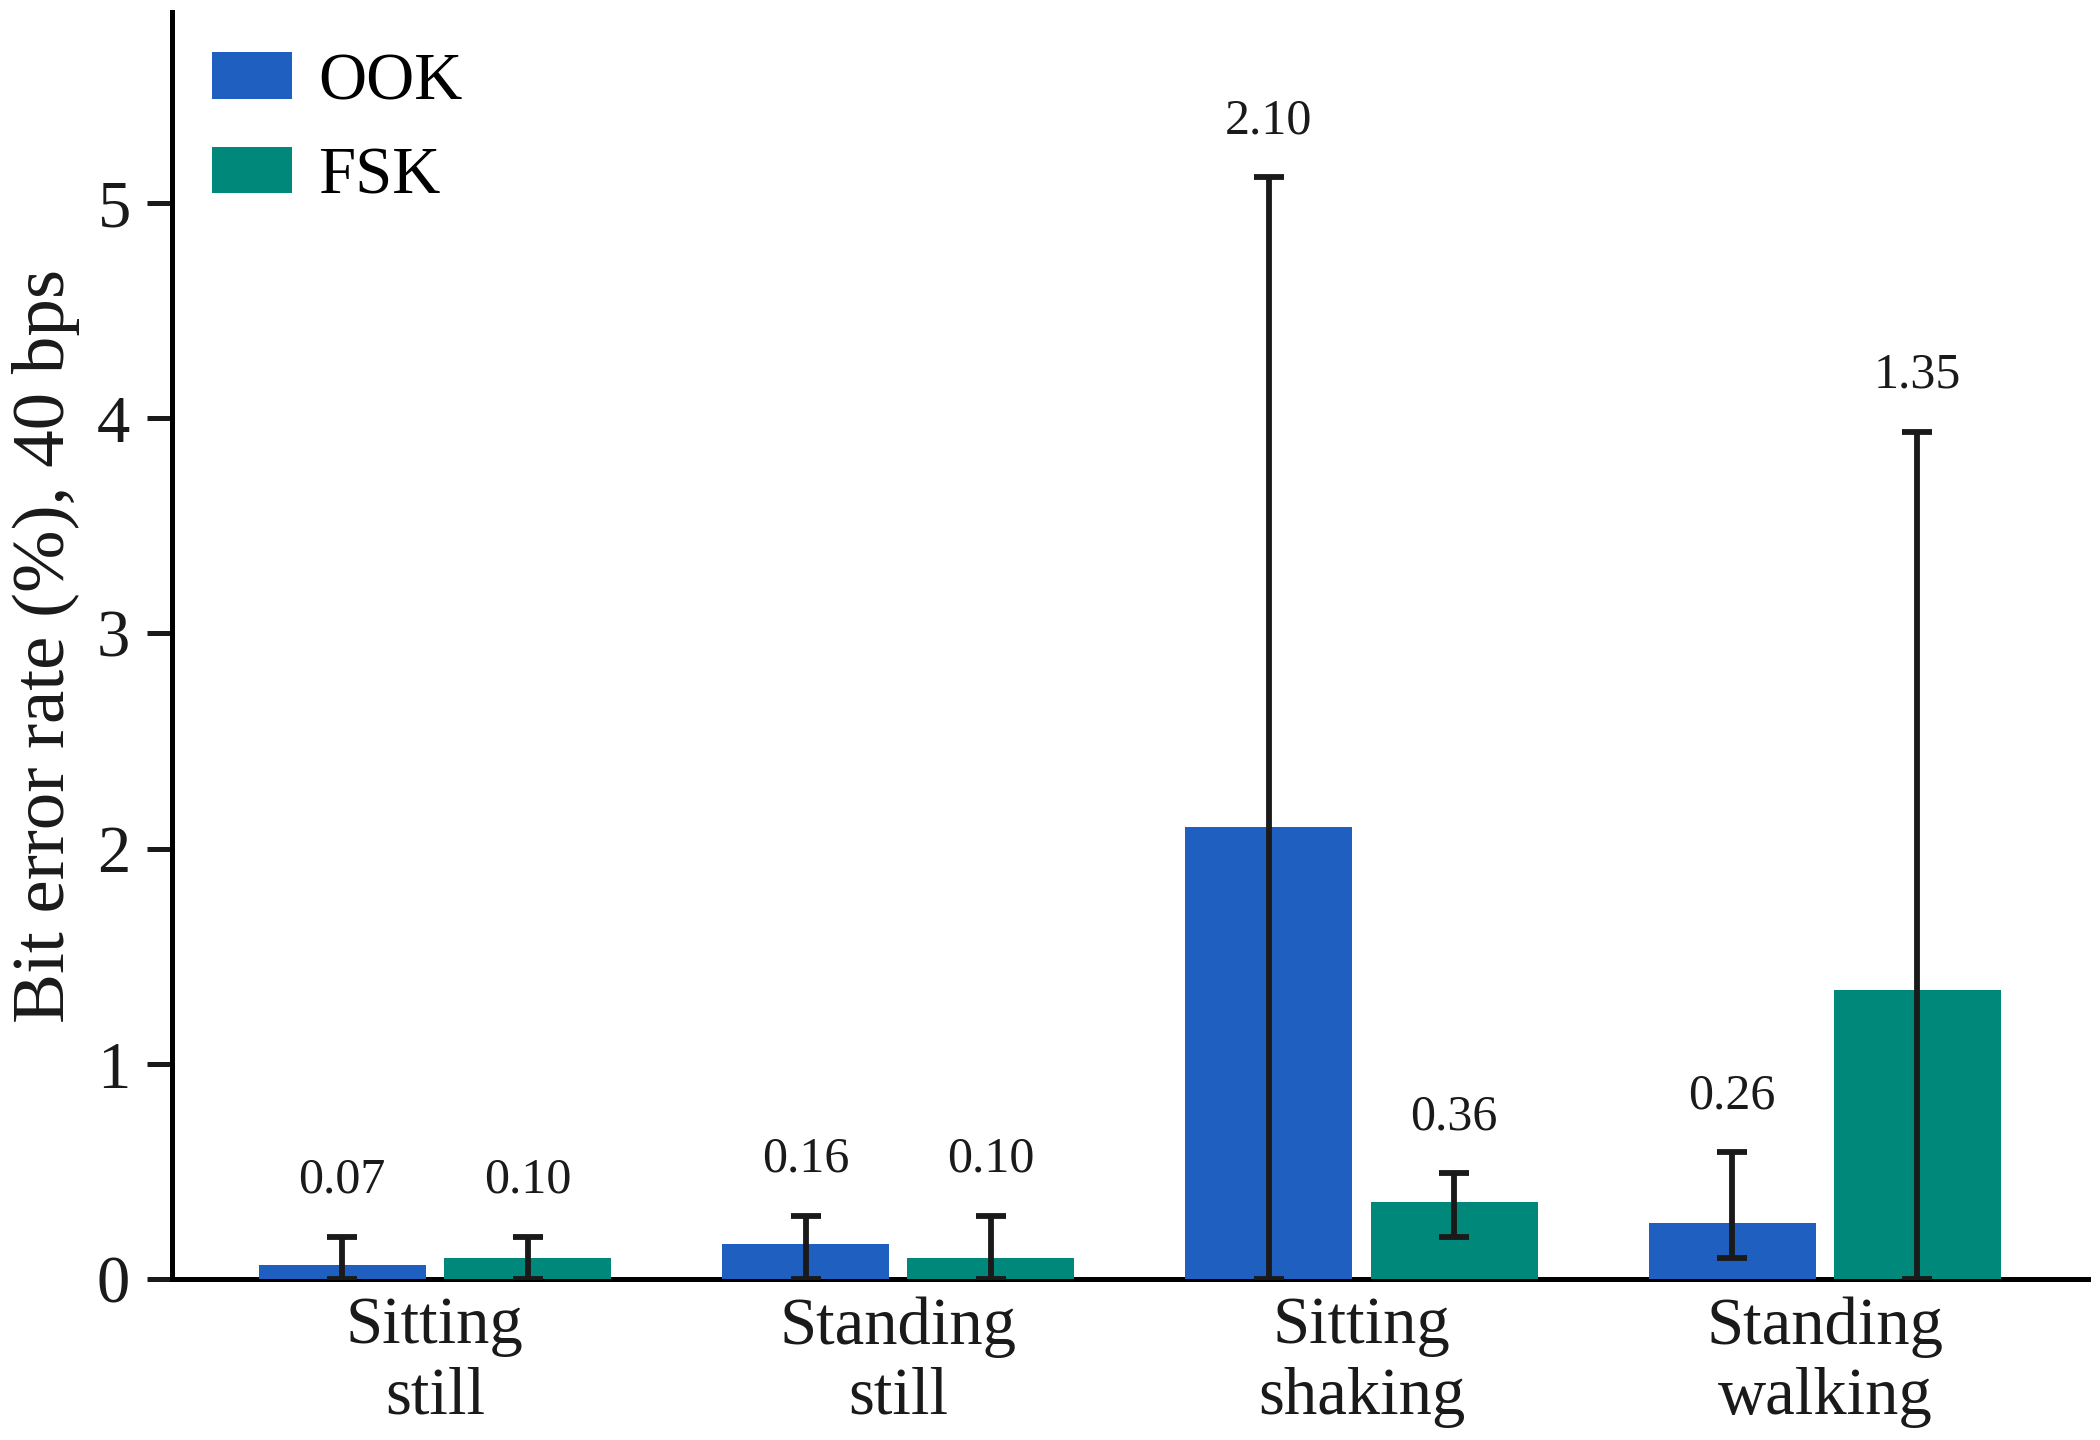 OOK
FSK
Bit error rate (%), 40 bps
5
4
3
2
1
0
2.10
1.35
0.36
0.26
0.07
0.10
0.16
0.10
Sitting
still
Standing
still
Sitting
shaking
Standing
walking